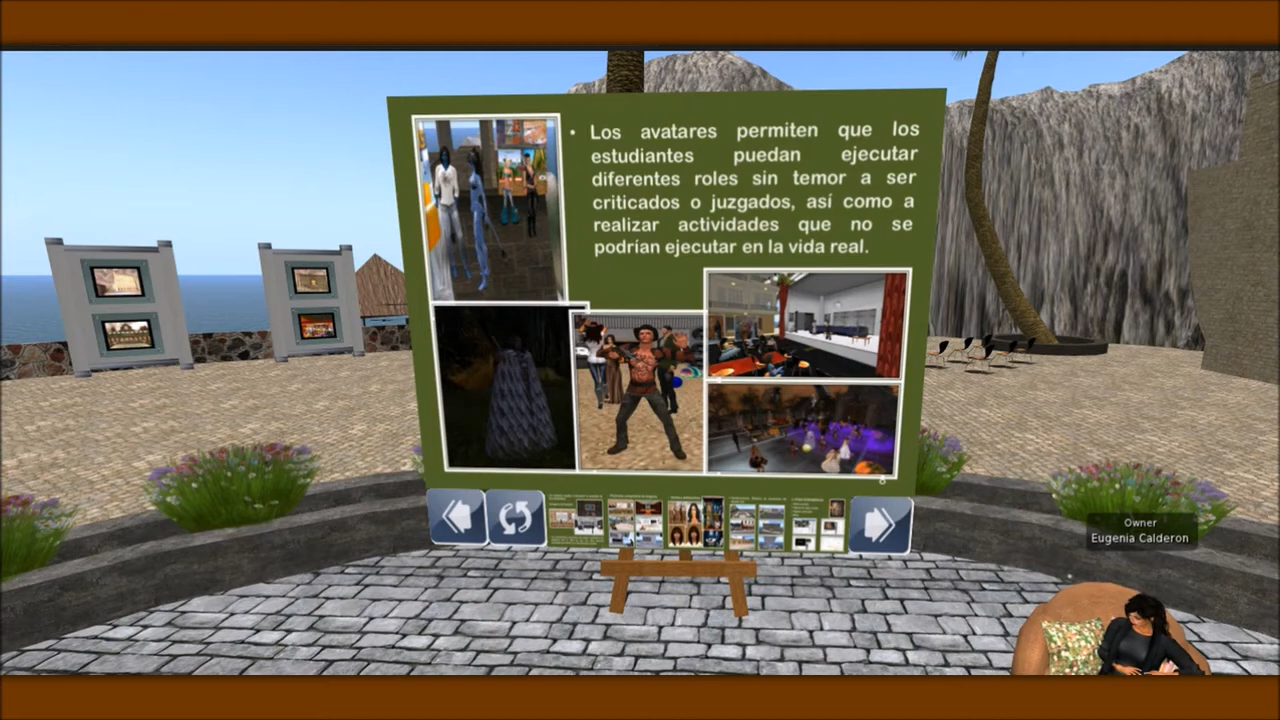 • Los avatares permiten que los
estudiantes puedan ejecutar
diferentes roles sin temor a ser
criticados o juzgados, así como a
realizar actividades que no se
podrían ejecutar en la vida real.
Owner
Eugenia Calderon